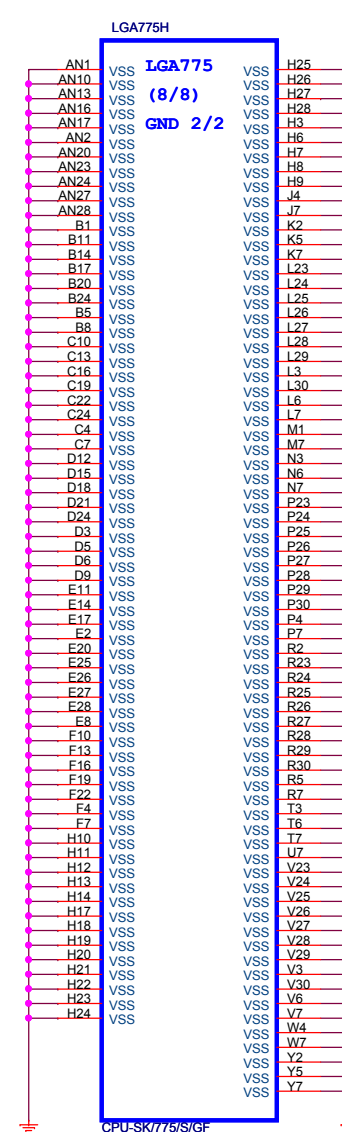 LGA775H
LGA775
(8/8)
GND 2/2
AN1 VSS VSS H25
AN10 VSS VSS H26
AN13 VSS VSS H27
AN16 VSS VSS H28
AN17 VSS VSS H3
AN2 VSS VSS H6
AN20 VSS VSS H7
AN23 VSS VSS H8
AN24 VSS VSS H9
AN27 VSS VSS J4
AN28 VSS VSS J7
B1 VSS VSS K2
B11 VSS VSS K5
B14 VSS VSS K7
B17 VSS VSS L23
B20 VSS VSS L24
B24 VSS VSS L25
B5 VSS VSS L26
B8 VSS VSS L27
C10 VSS VSS L28
C13 VSS VSS L29
C16 VSS VSS L3
C19 VSS VSS L30
C22 VSS VSS L6
C24 VSS VSS L7
C4 VSS VSS M1
C7 VSS VSS M7
D12 VSS VSS N3
D15 VSS VSS N6
D18 VSS VSS N7
D21 VSS VSS P23
D24 VSS VSS P24
D3 VSS VSS P25
D5 VSS VSS P26
D6 VSS VSS P27
D9 VSS VSS P28
E11 VSS VSS P29
E14 VSS VSS P30
E17 VSS VSS P4
E2 VSS VSS P7
E20 VSS VSS R2
E25 VSS VSS R23
E26 VSS VSS R24
E27 VSS VSS R25
E28 VSS VSS R26
E8 VSS VSS R27
F10 VSS VSS R28
F13 VSS VSS R29
F16 VSS VSS R30
F19 VSS VSS R5
F22 VSS VSS R7
F4 VSS VSS T3
F7 VSS VSS T6
H10 VSS VSS T7
H11 VSS VSS U7
H12 VSS VSS V23
H13 VSS VSS V24
H14 VSS VSS V25
H17 VSS VSS V26
H18 VSS VSS V27
H19 VSS VSS V28
H20 VSS VSS V29
H21 VSS VSS V3
H22 VSS VSS V30
H23 VSS VSS V6
H24 VSS VSS V7
VSS W4
VSS W7
VSS Y2
VSS Y5
VSS Y7
CPU-SK/775/S/GF